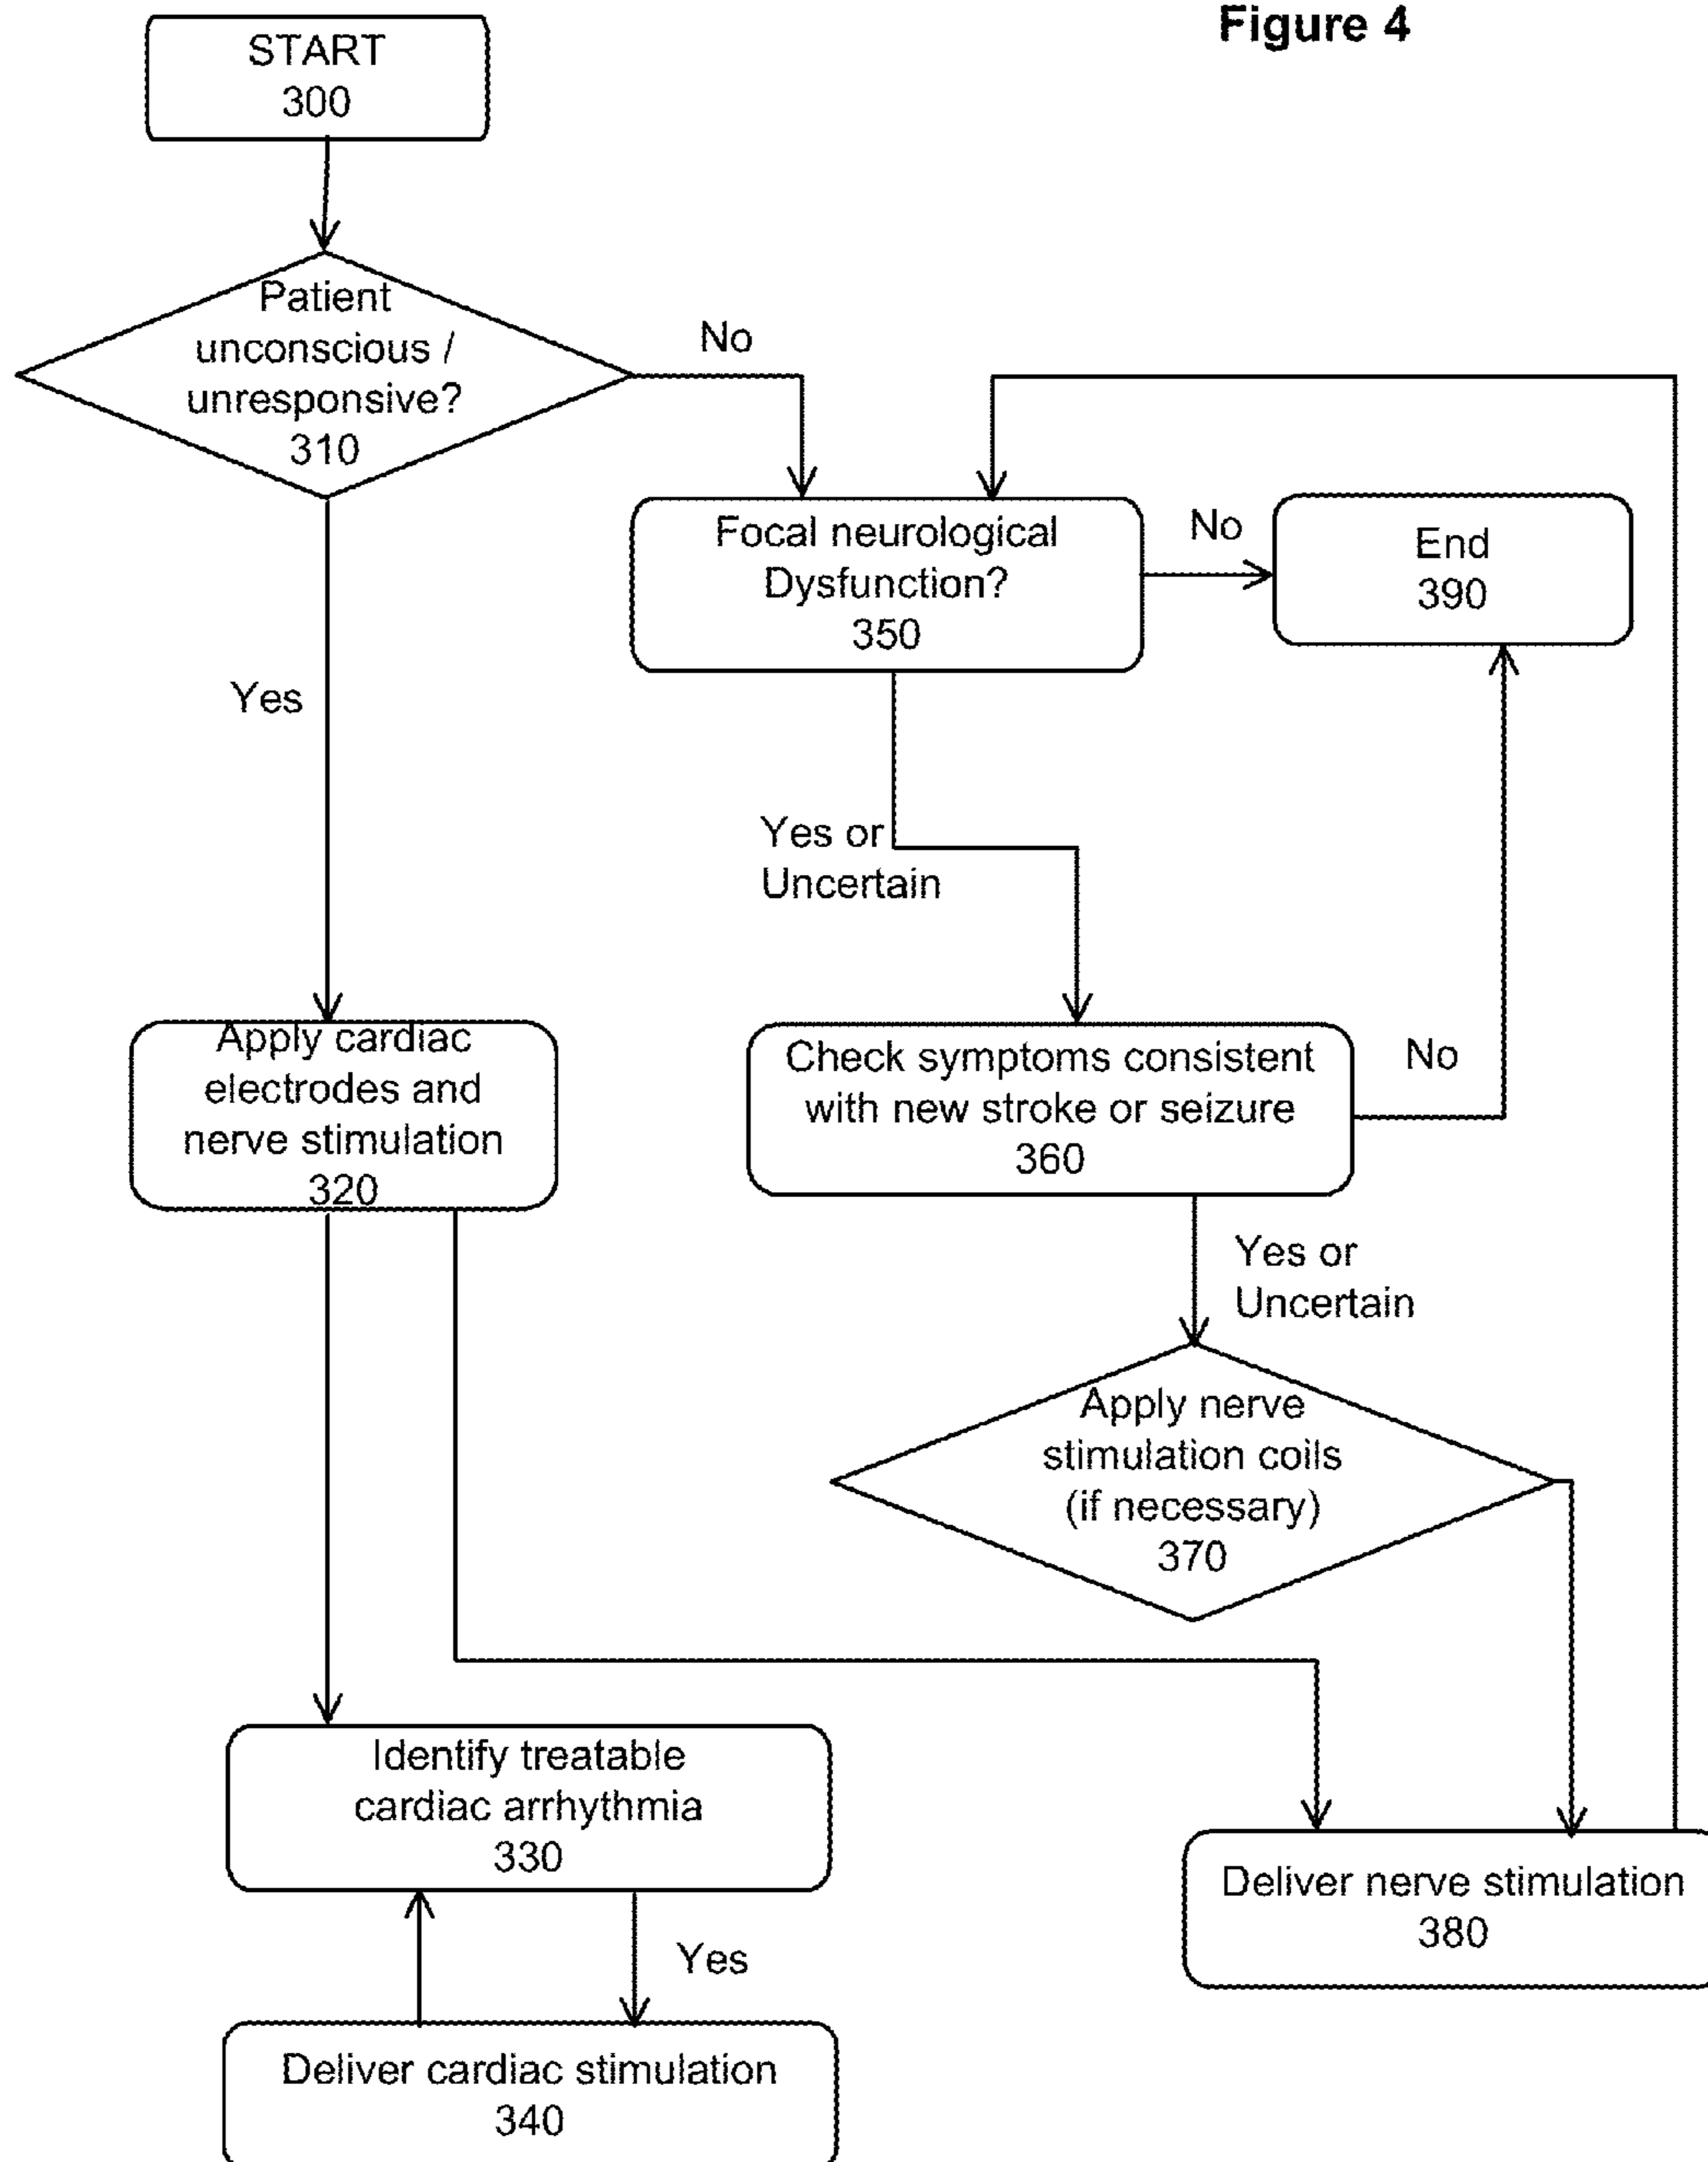 Figure 4
START
300
Patient
unconscious /
unresponsive?
310
No
Yes
Focal neurological
Dysfunction?
350
No
End
390
Yes or
Uncertain
Apply cardiac
electrodes and
nerve stimulation
320
Check symptoms consistent
with new stroke or seizure
360
No
Yes or
Uncertain
Apply nerve
stimulation coils
(if necessary)
370
Identify treatable
cardiac arrhythmia
330
Yes
Deliver nerve stimulation
380
Deliver cardiac stimulation
340